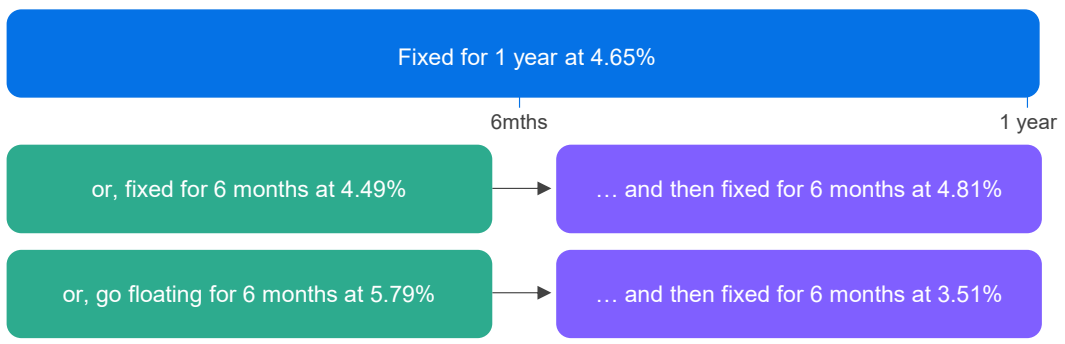 Fixed for 1 year at 4.65%
6mths
1 year
or, fixed for 6 months at 4.49%
… and then fixed for 6 months at 4.81%
or, go floating for 6 months at 5.79%
… and then fixed for 6 months at 3.51%